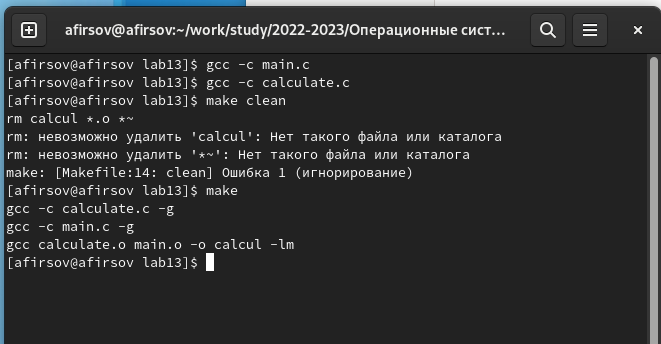 afirsov@afirsov:~/work/study/2022-2023/Операционные сист...
[afirsov@afirsov lab13]$ gcc -c main.c
[afirsov@afirsov lab13]$ gcc -c calculate.c
[afirsov@afirsov lab13]$ make clean
rm calcul *.o *~
rm: невозможно удалить 'calcul': Нет такого файла или каталога
rm: невозможно удалить '*~': Нет такого файла или каталога
make: [Makefile:14: clean] Ошибка 1 (игнорирование)
[afirsov@afirsov lab13]$ make
gcc -c calculate.c -g
gcc -c main.c -g
gcc calculate.o main.o -o calcul -lm
[afirsov@afirsov lab13]$